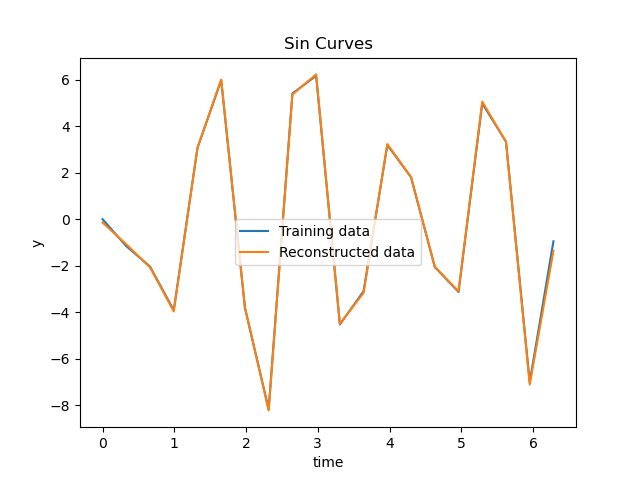 Sin Curves
6
4
2
0
−2
−4
−6
−8
y
Training data
Reconstructed data
0 1 2 3 4 5 6
time